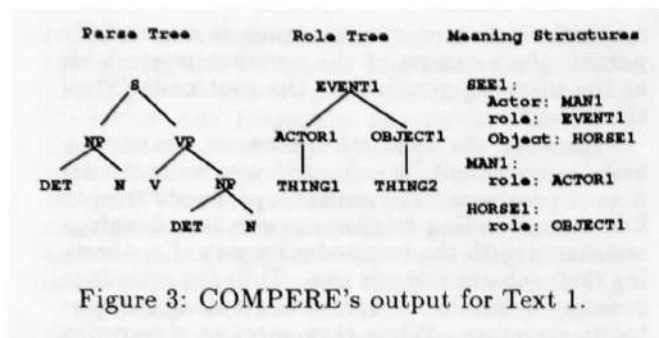 Parse Tree Role Tree Meaning Structures
S EVENT1 SEE1:
Actor: MAN1
role: EVENT1
NP VP ACTOR1 OBJECT1 Object: HORSE1
MAN1:
DET N V NP THING1 THING2 role: ACTOR1
HORSE1:
DET N role: OBJECT1
Figure 3: COMPERE's output for Text 1.